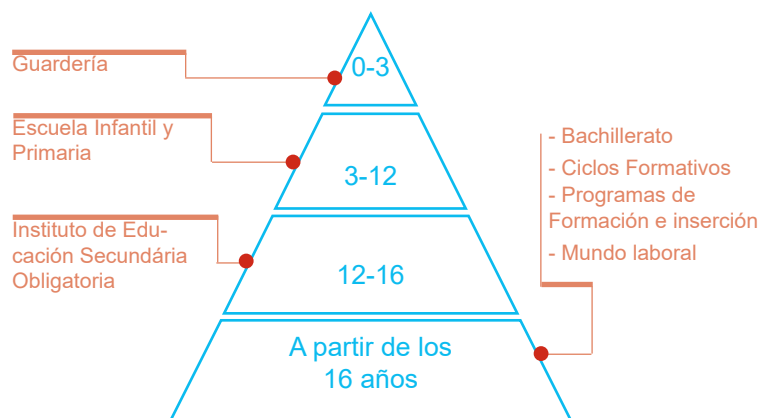 Guardería
0-3
Escuela Infantil y
Primaria
3-12
Instituto de Edu-
cación Secundária
Obligatoria
12-16
A partir de los
16 años
- Bachillerato
- Ciclos Formativos
- Programas de
Formación e inserción
- Mundo laboral